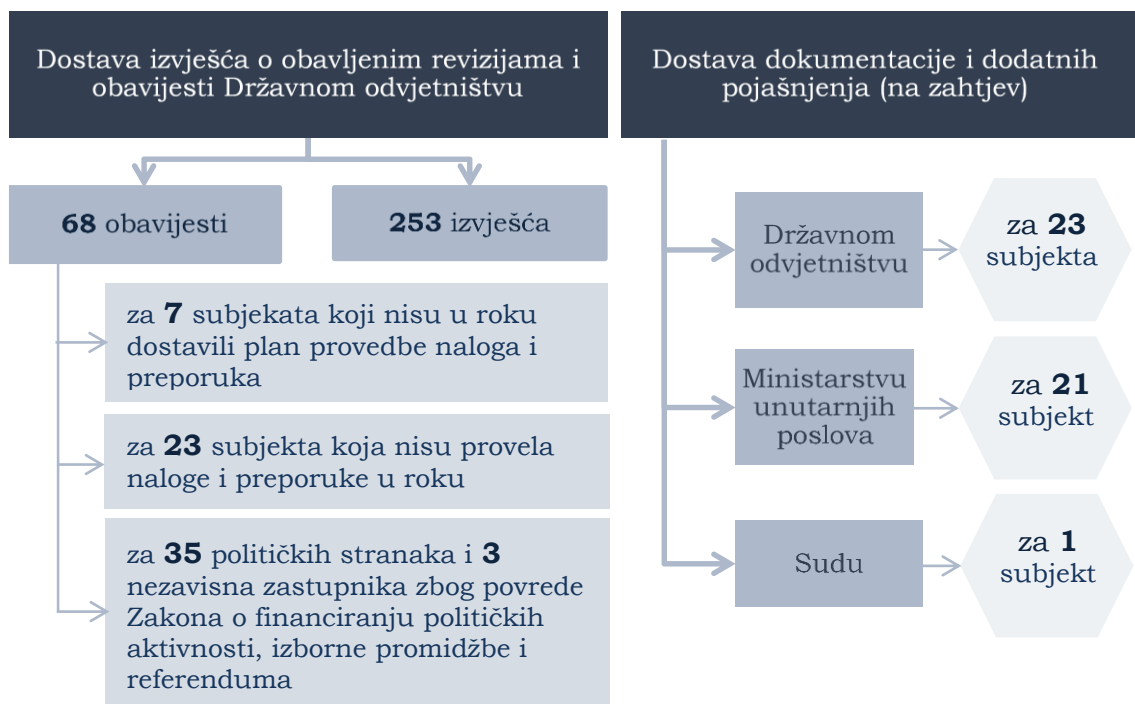 Dostava izvješća o obavljenim revizijama i
obavijesti Državnom odvjetništvu
68 obavijesti
253 izvješća
za 7 subjekata koji nisu u roku
dostavili plan provedbe naloga i
preporuka
za 23 subjekta koja nisu provela
naloge i preporuke u roku
za 35 političkih stranaka i 3
nezavisna zastupnika zbog povrede
Zakona o financiranju političkih
aktivnosti, izborne promidžbe i
referenduma
Dostava dokumentacije i dodatnih
pojašnjenja (na zahtjev)
Državnom
odvjetništvu
za 23
subjekta
Ministarstvu
unutarnjih
poslova
za 21
subjekt
Sudu
za 1
subjekt